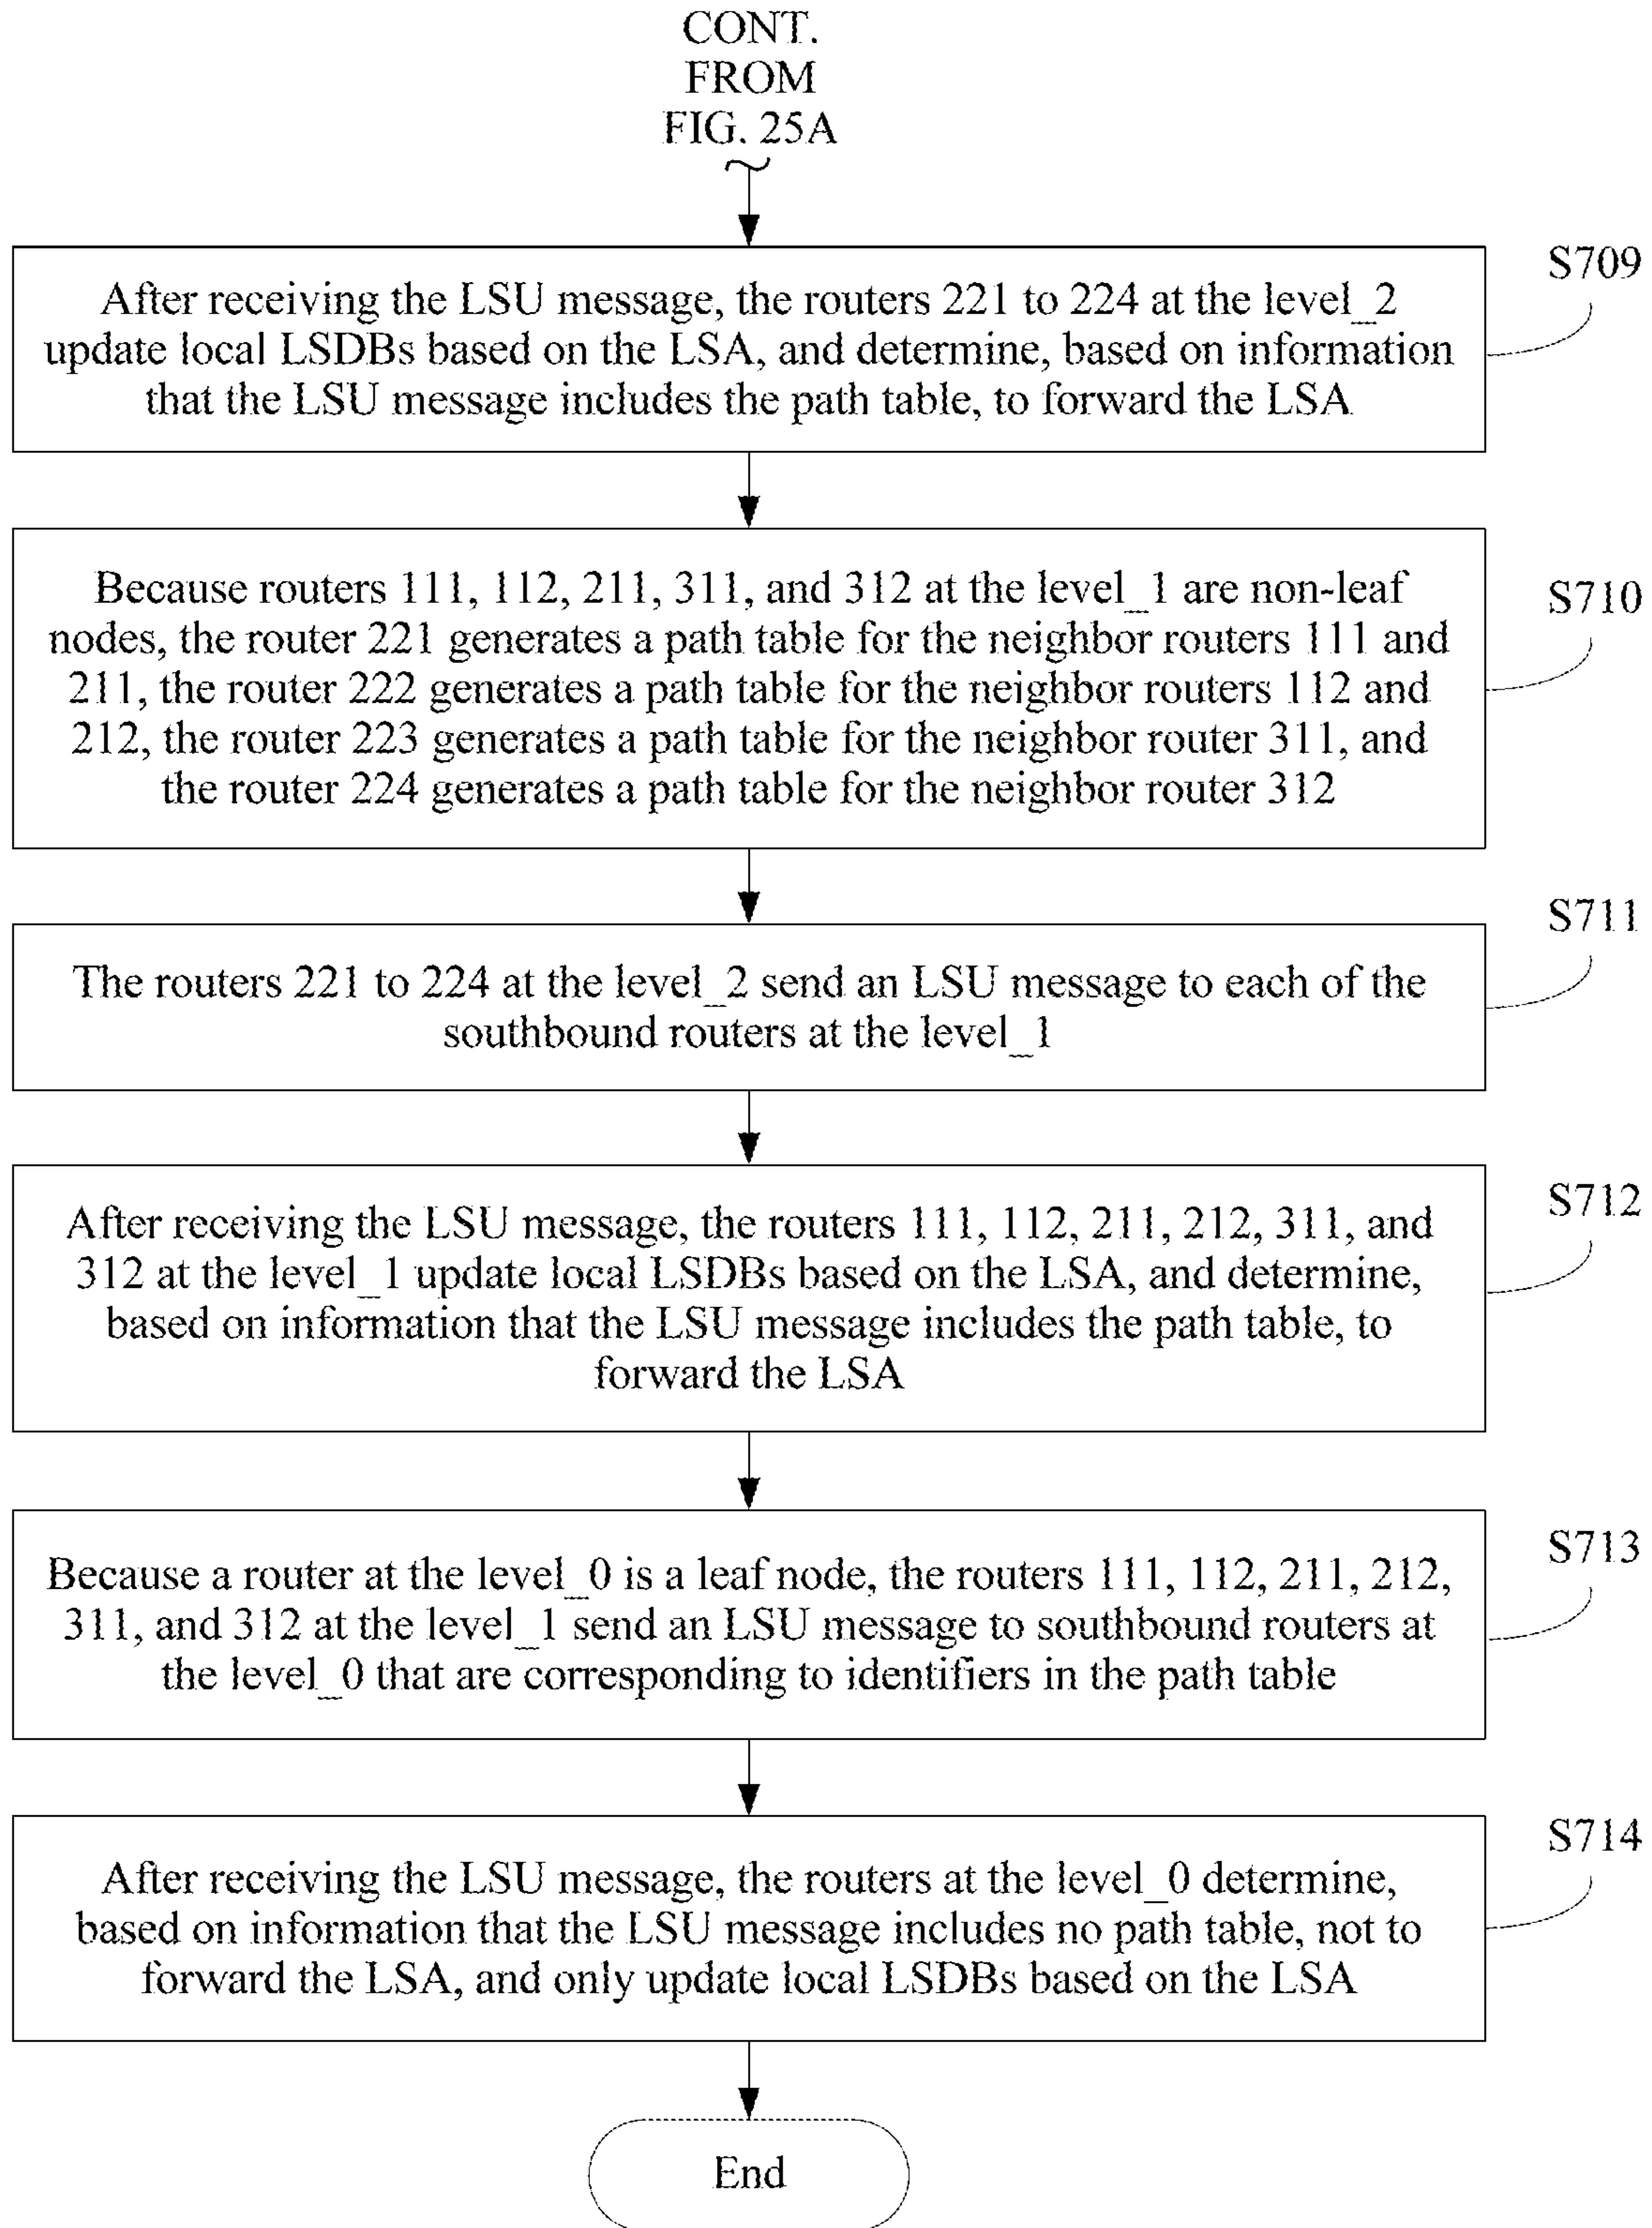 CONT.
FROM
FIG. 25A
S709
After receiving the LSU message, the routers 221 to 224 at the level_2
update local LSDBs based on the LSA, and determine, based on information
that the LSU message includes the path table, to forward the LSA
S710
Because routers 111, 112, 211, 311, and 312 at the level_1 are non-leaf
nodes, the router 221 generates a path table for the neighbor routers 111 and
211, the router 222 generates a path table for the neighbor routers 112 and
212, the router 223 generates a path table for the neighbor router 311, and
the router 224 generates a path table for the neighbor router 312
S711
The routers 221 to 224 at the level_2 send an LSU message to each of the
southbound routers at the level_1
S712
After receiving the LSU message, the routers 111, 112, 211, 212, 311, and
312 at the level_1 update local LSDBs based on the LSA, and determine,
based on information that the LSU message includes the path table, to
forward the LSA
S713
Because a router at the level_0 is a leaf node, the routers 111, 112, 211, 212,
311, and 312 at the level_1 send an LSU message to southbound routers at
the level_0 that are corresponding to identifiers in the path table
S714
After receiving the LSU message, the routers at the level_0 determine,
based on information that the LSU message includes no path table, not to
forward the LSA, and only update local LSDBs based on the LSA
End